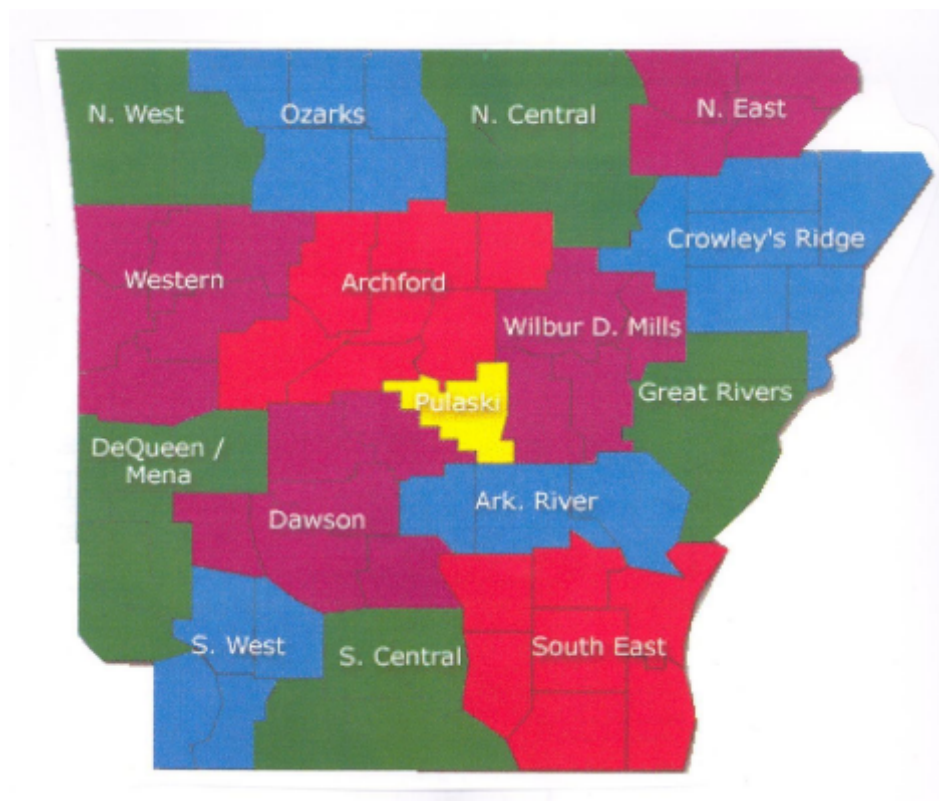 N. West
Ozarks
N. Central
N. East
Crowley's Ridge
Western
Archford
Wilbur D. Mills
Great Rivers
Pulaski
DeQueen /
Mena
Dawson
Ark. River
S. West
S. Central
South East